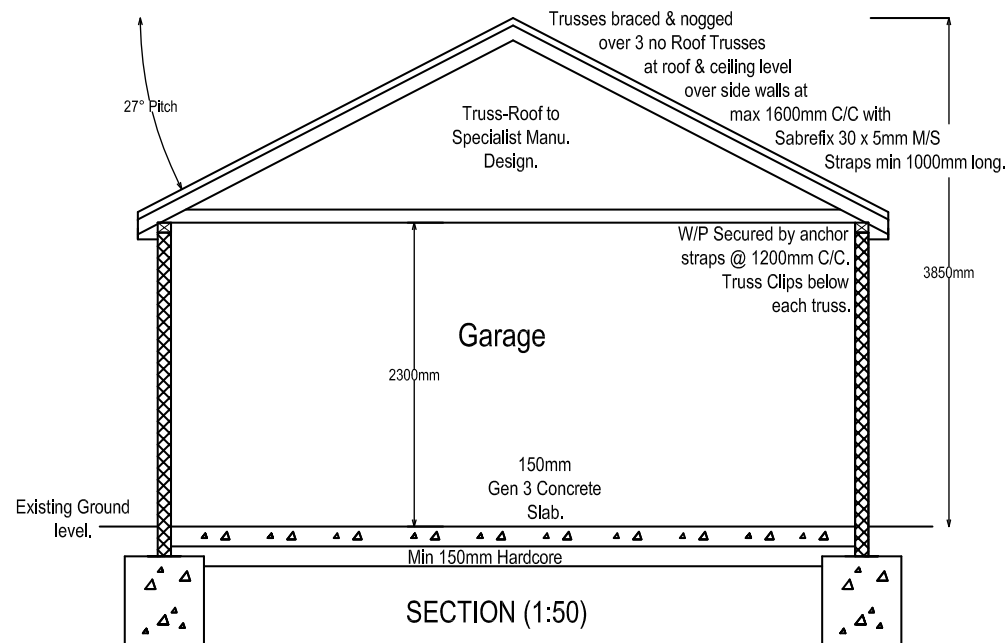 Trusses braced & nogged
over 3 no Roof Trusses
at roof & ceiling level
over side walls at
max 1600mm C/C with
Sabrefix 30 x 5mm M/S
Straps min 1000mm long.
27° Pitch
Truss-Roof to
Specialist Manu.
Design.
W/P Secured by anchor
straps @ 1200mm C/C.
Truss Clips below
each truss.
3850mm
Garage
2300mm
150mm
Gen 3 Concrete
Slab.
Existing Ground
level.
Min 150mm Hardcore
SECTION (1:50)